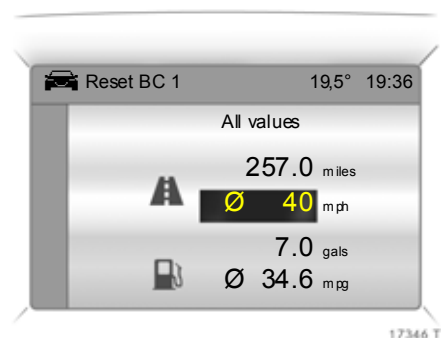 Reset BC 1 19,5° 19:36
All values
257.0 miles
Ø 40 mph
7.0 gals
Ø 34.6 mpg
17346 T